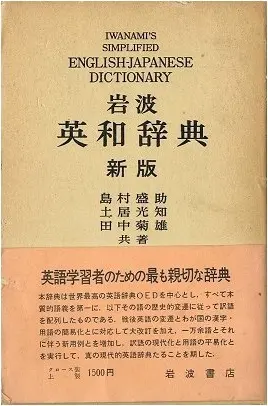 IWANAMI'S
SIMPLIFIED
ENGLISH-JAPANESE
DICTIONARY
岩波
英和辞典
新版
島村盛助
土居光知
田中菊雄
共著
英語学習者のための最も親切な辞典
本辞典は世界最高の英語辞典OEDを中心とし、すべて本
質的語義を第一に、以下その語の歴史的変遷に従って訳語
を配列したものである。戦後英語の変遷とわが国の漢字・
用語の簡易化とに対応して大改訂を加え、一万余語とそれ
に伴う新用例とを増加し、訳語の現代化と用語の平易化と
を実行して、真の現代的英語辞典たることを期した。
クロース装
上製
1500円
岩波書店